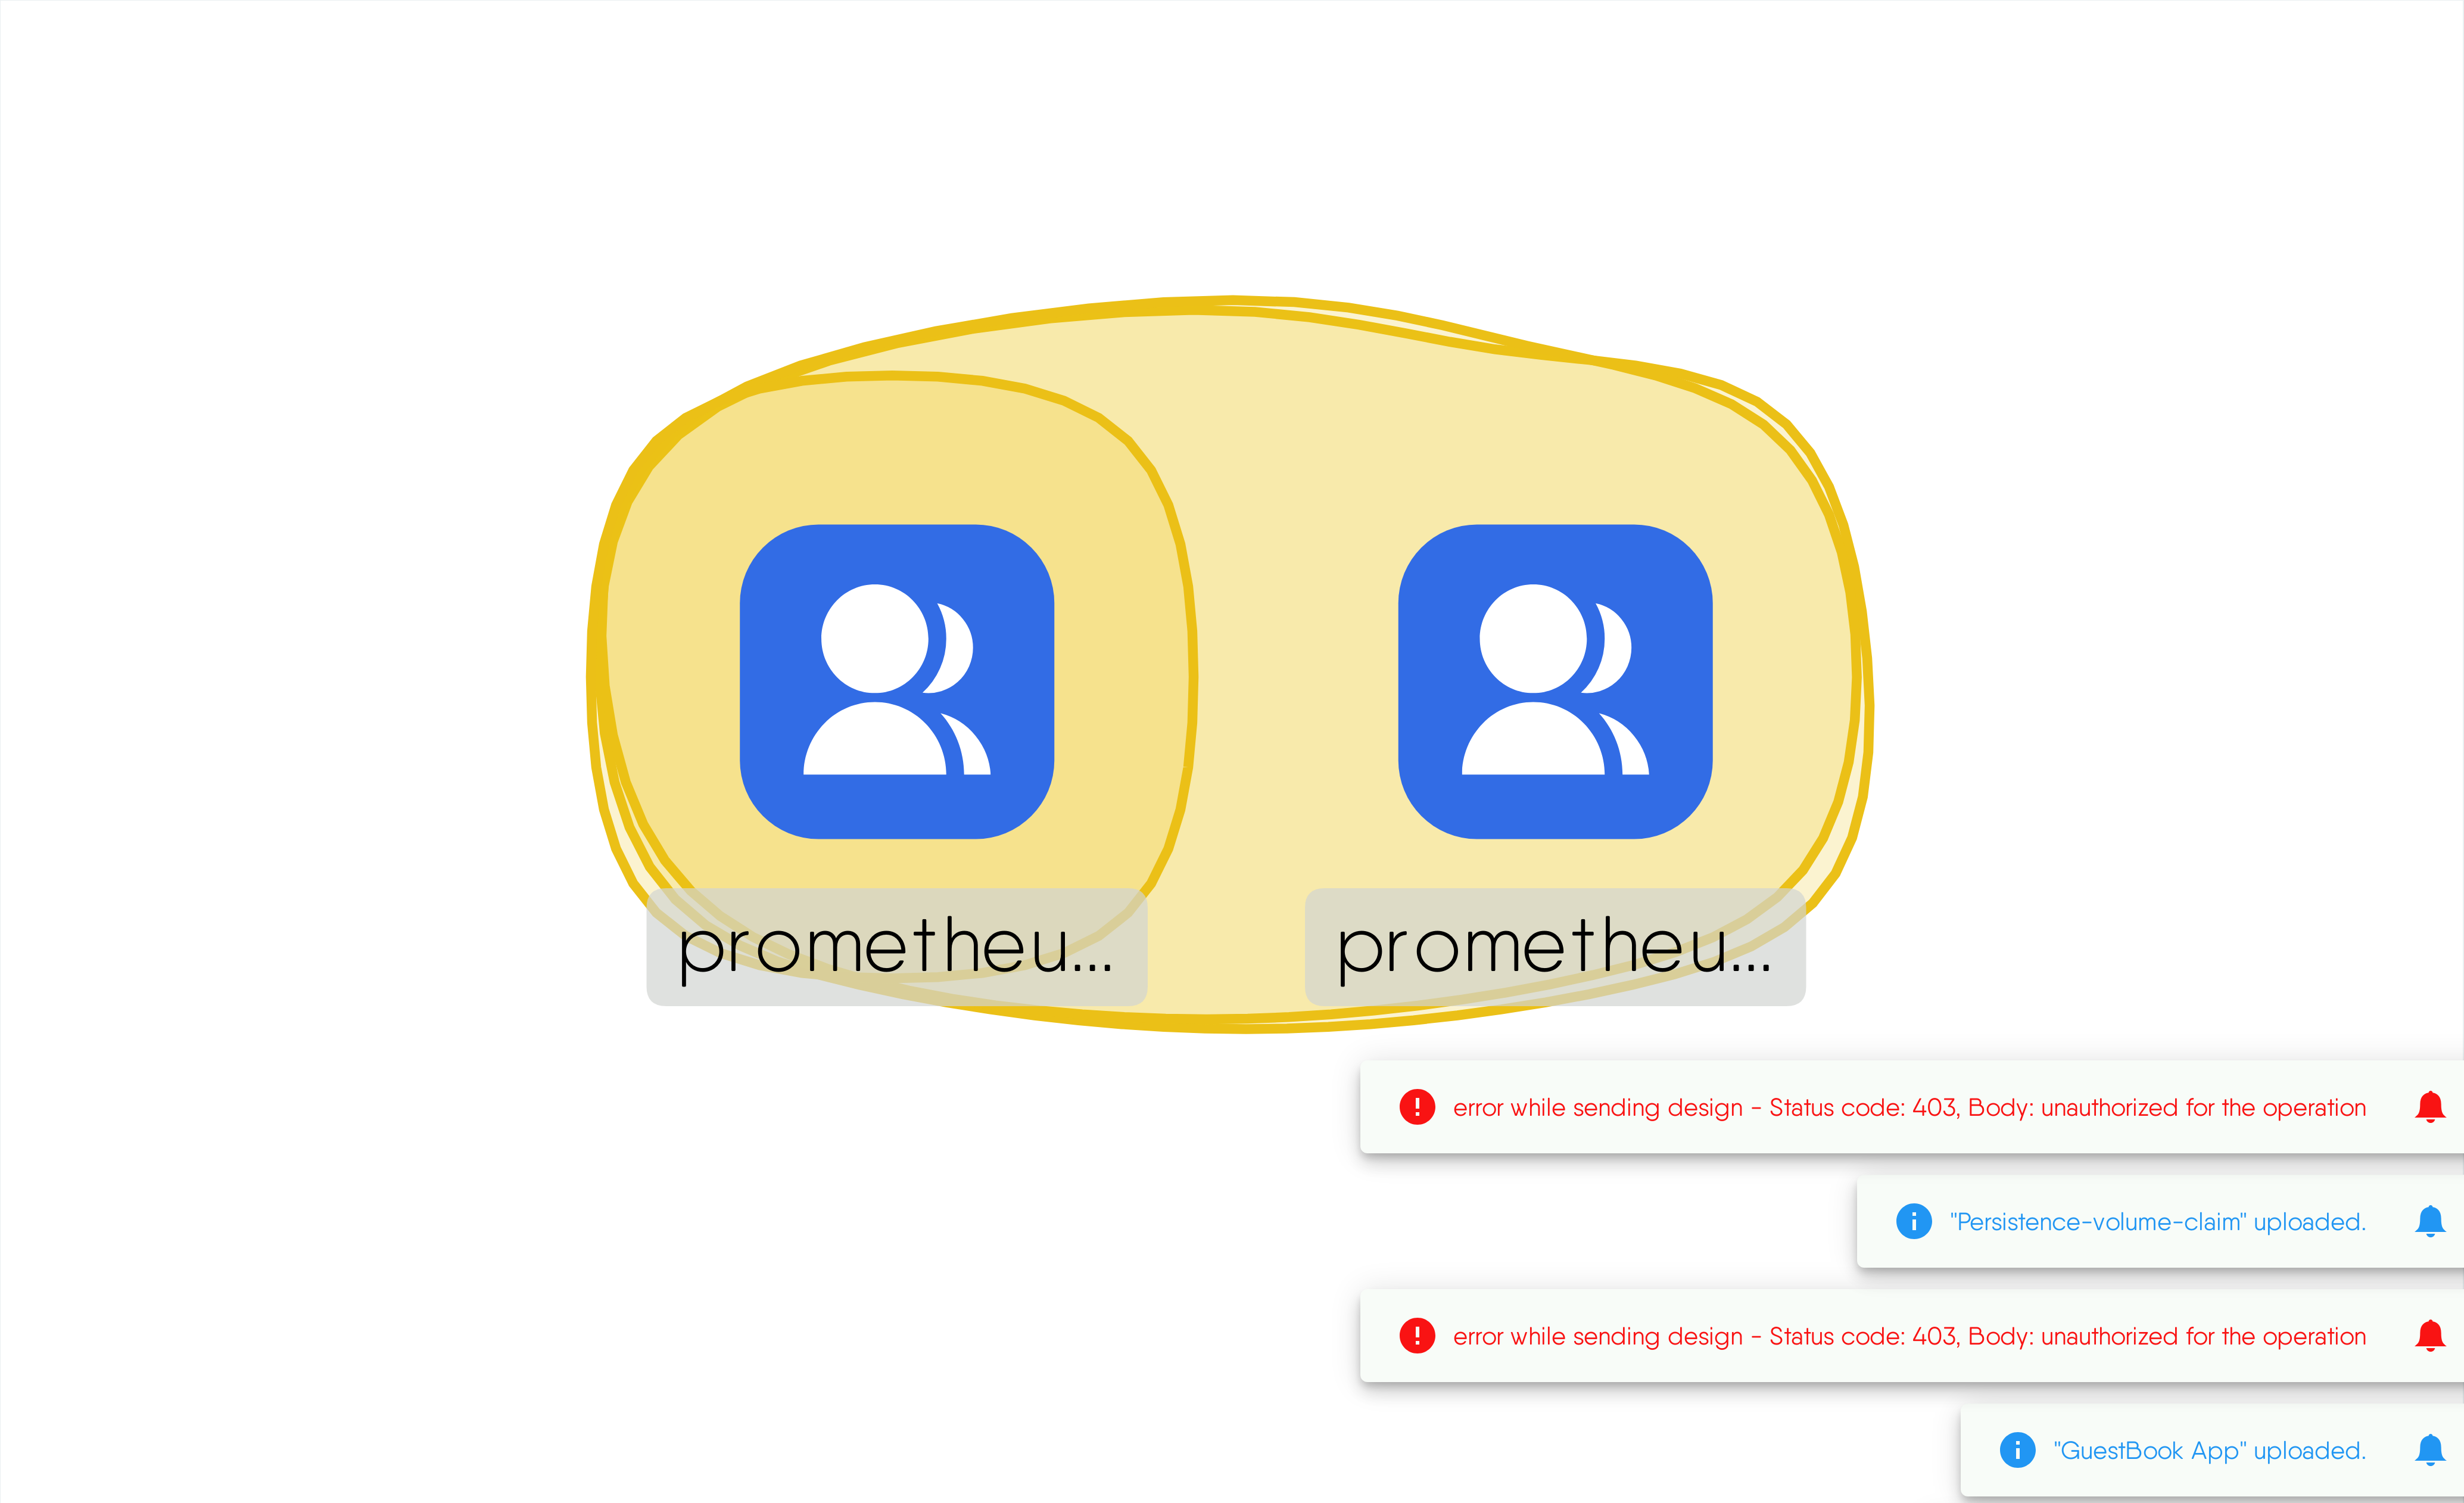 prometheu...
prometheu...
error while sending design - Status code: 403, Body: unauthorized for the operation
"Persistence-volume-claim" uploaded.
error while sending design - Status code: 403, Body: unauthorized for the operation
"GuestBook App" uploaded.